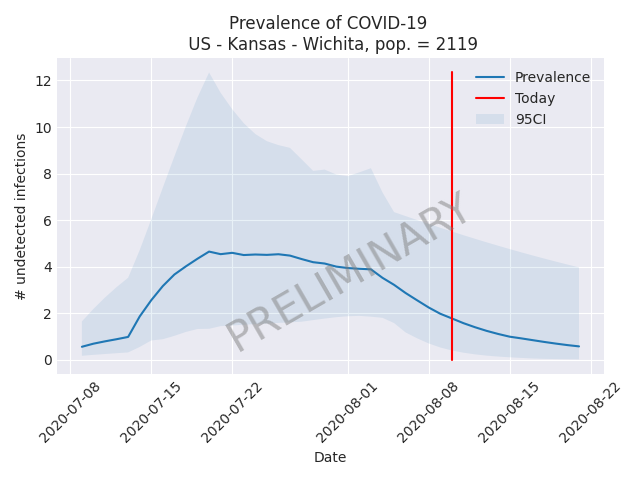 Prevalence of COVID-19
US - Kansas - Wichita, pop. = 2119
# undetected infections
12
10
8
6
4
2
0
Prevalence
Today
95CI
PRELIMINARY
2020-07-08
2020-07-15
2020-07-22
2020-08-01
2020-08-08
2020-08-15
2020-08-22
Date